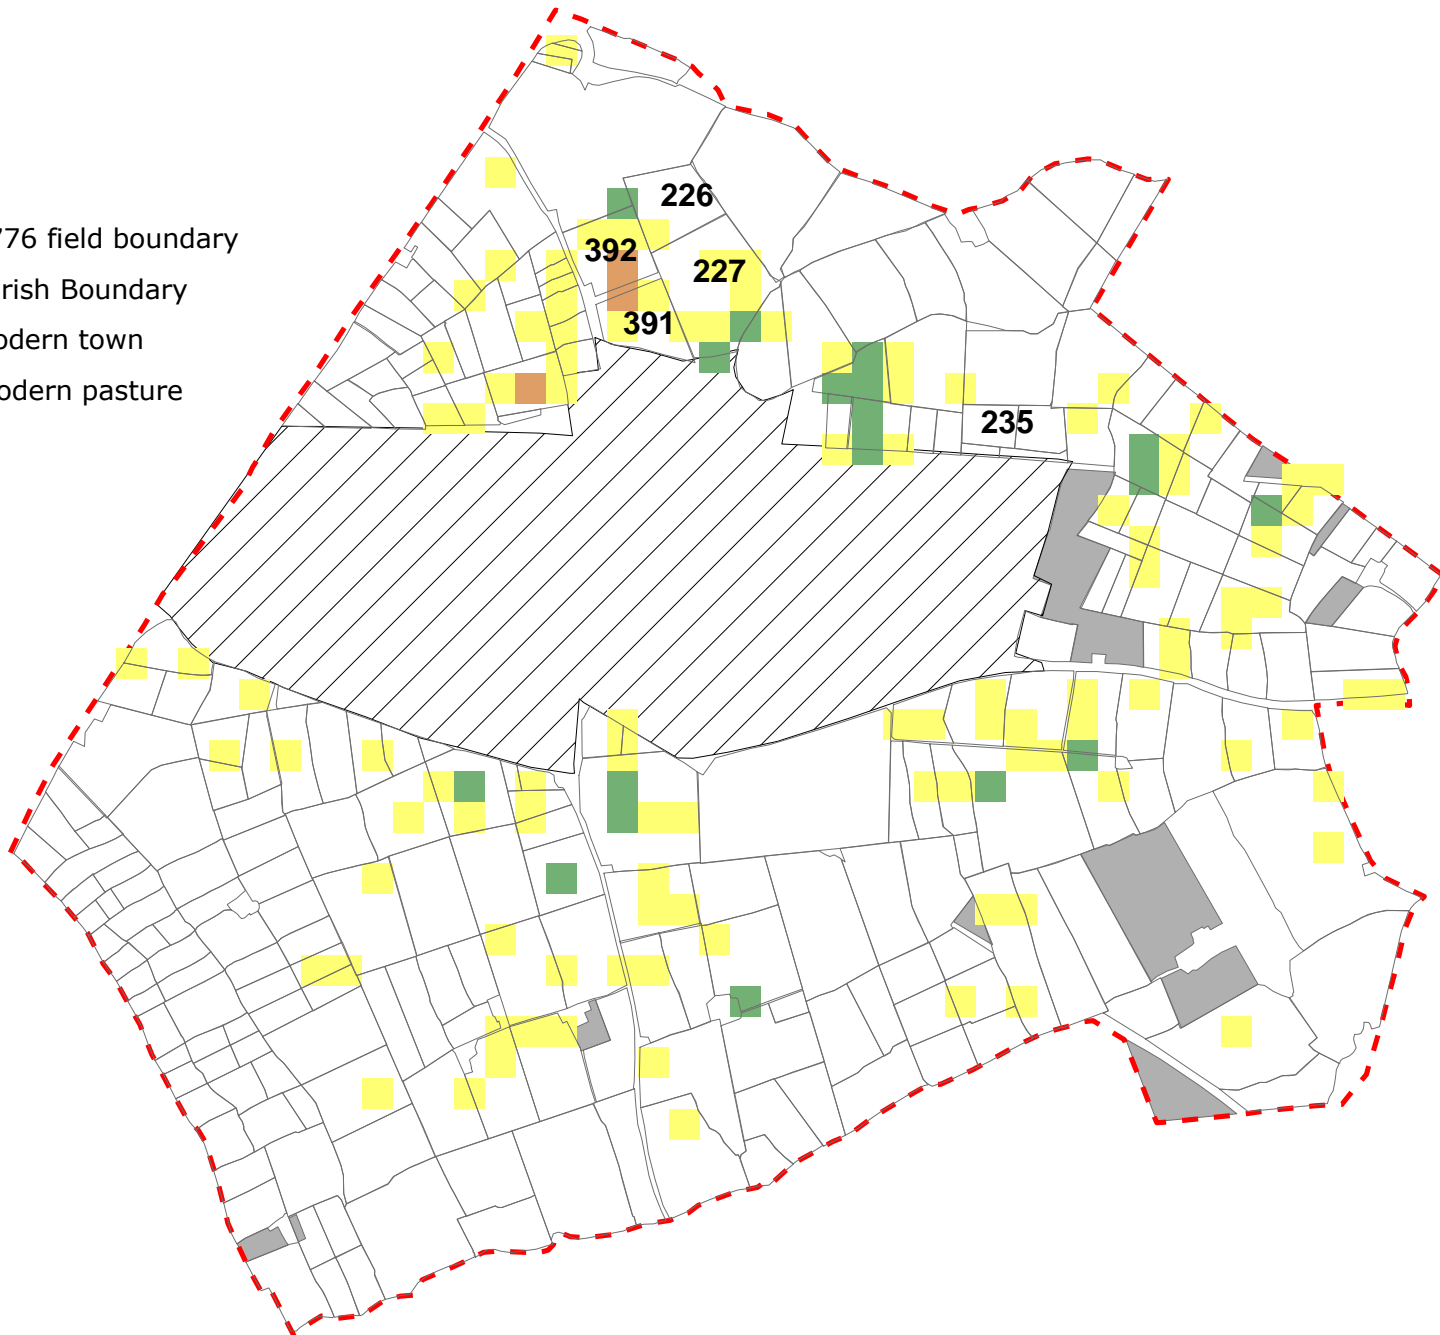 776 field boundary
rish Boundary
odern town
odern pasture
226
392
227
391
235